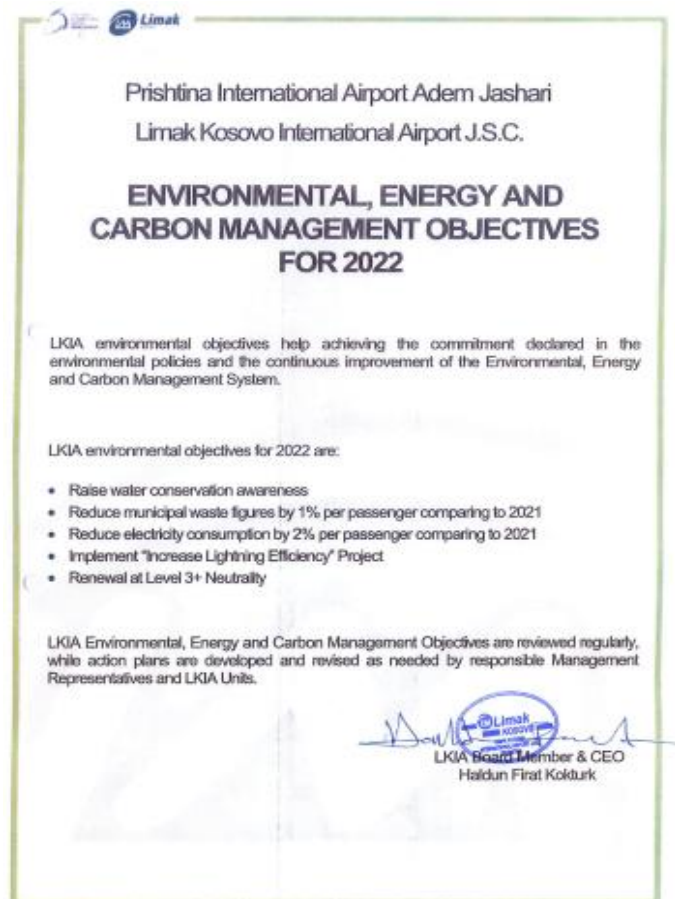 Limak
Prishtina International Airport Adem Jashari
Limak Kosovo International Airport J.S.C.
ENVIRONMENTAL, ENERGY AND
CARBON MANAGEMENT OBJECTIVES
FOR 2022
LKIA environmental objectives help achieving the commitment declared in the
environmental policies and the continuous improvement of the Environmental, Energy
and Carbon Management System.
LKIA environmental objectives for 2022 are:
• Raise water conservation awareness
• Reduce municipal waste figures by 1% per passenger comparing to 2021
• Reduce electricity consumption by 2% per passenger comparing to 2021
• Implement "Increase Lightning Efficiency" Project
• Renewal at Level 3+ Neutrality
LKIA Environmental, Energy and Carbon Management Objectives are reviewed regularly,
while action plans are developed and revised as needed by responsible Management
Representatives and LKIA Units.
Limak
KOSOVO
LKIA Board Member & CEO
Haldun Firat Kokturk